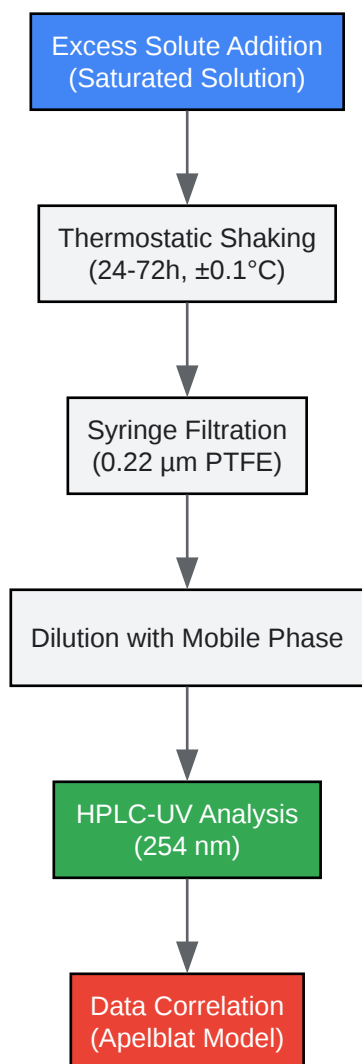 Excess Solute Addition
(Saturated Solution)
Thermostatic Shaking
(24-72h, ±0.1°C)
Syringe Filtration
(0.22 µm PTFE)
Dilution with Mobile Phase
HPLC-UV Analysis
(254 nm)
Data Correlation
(Apelblat Model)